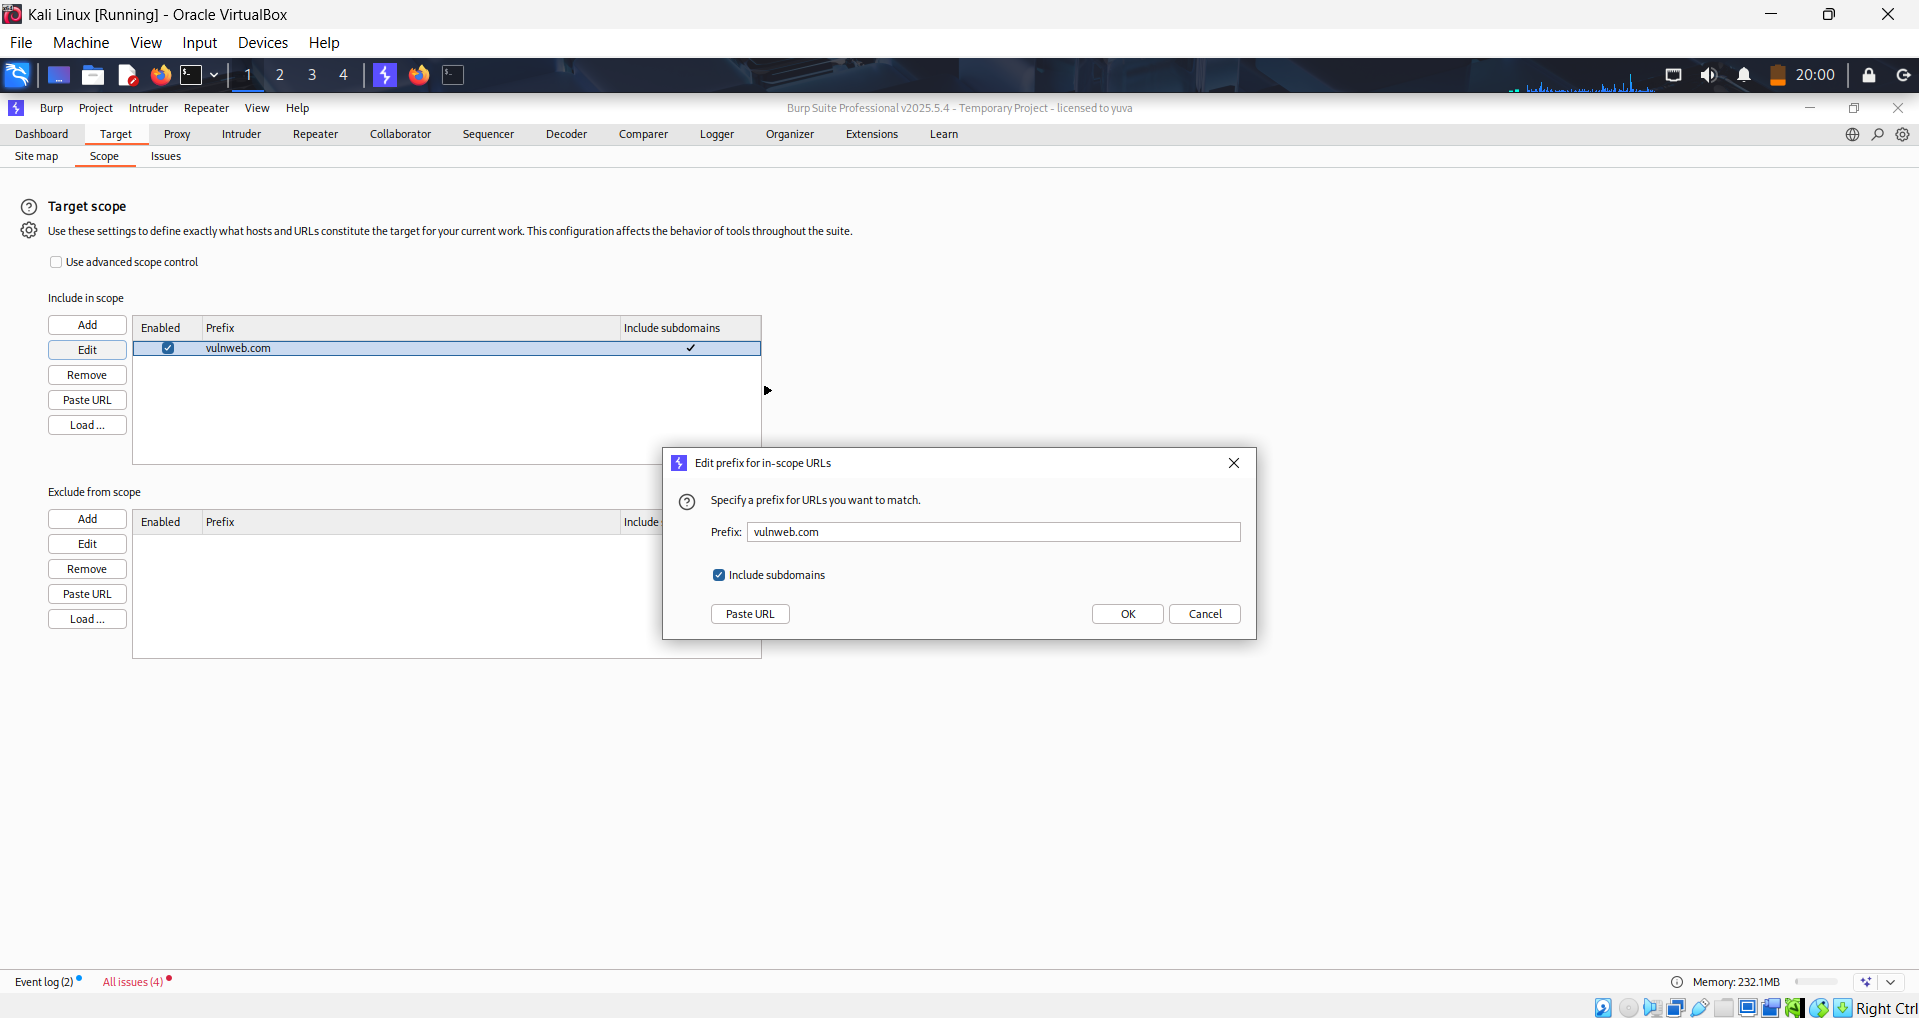 Kali Linux [Running] - Oracle VirtualBox
File Machine View Input Devices Help
1 2 3 4 20:00
Burp Project Intruder Repeater View Help
Burp Suite Professional v2025.5.4 - Temporary Project - licensed to yuva
Dashboard Target Proxy Intruder Repeater Collaborator Sequencer Decoder Comparer Logger Organizer Extensions Learn
Site map Scope Issues
Target scope
Use these settings to define exactly what hosts and URLs constitute the target for your current work. This configuration affects the behavior of tools throughout the suite.
Use advanced scope control
Include in scope
Add
Edit
Remove
Paste URL
Load ...
Enabled Prefix Include subdomains
vulnweb.com
Exclude from scope
Add
Edit
Remove
Paste URL
Load ...
Enabled Prefix Include
Edit prefix for in-scope URLs
Specify a prefix for URLs you want to match.
Prefix: vulnweb.com
Include subdomains
Paste URL OK Cancel
Event log (2) All issues (4) Memory: 232.1MB
Right Ctrl